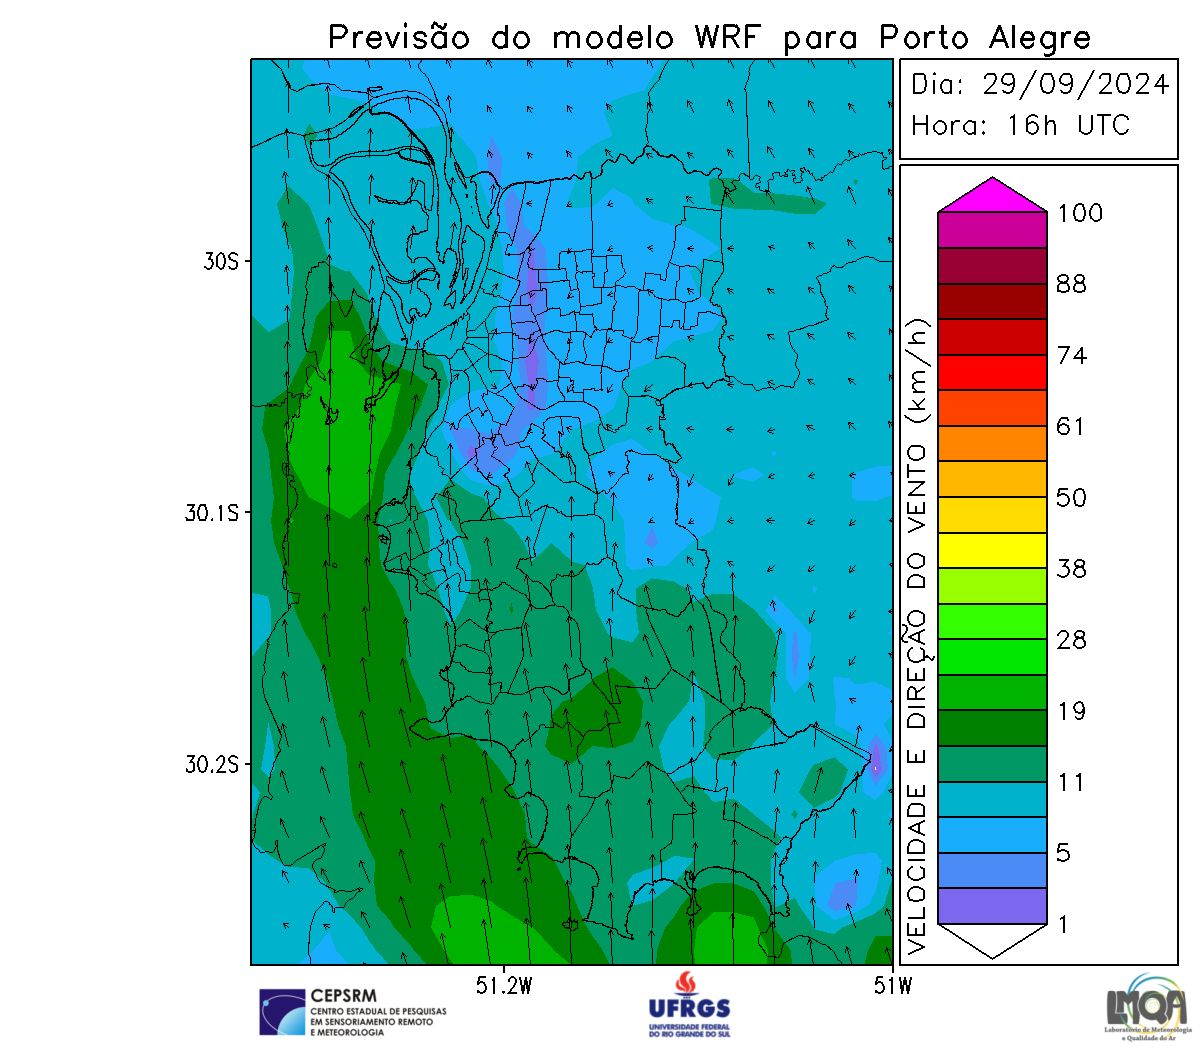 Previsão do modelo WRF para Porto Alegre
Dia: 29/09/2024
Hora: 16h UTC
30S
30.1S
30.2S
51.2W
51W
VELOCIDADE E DIREÇÃO DO VENTO (km/h)
100
88
74
61
50
38
28
19
11
5
1
CEPSRM
CENTRO ESTADUAL DE PESQUISAS
EM SENSORIAMENTO REMOTO
E METEOROLOGIA
UFRGS
UNIVERSIDADE FEDERAL
DO RIO GRANDE DO SUL
LMQA
Laboratório de Meteorologia
e Qualidade do Ar